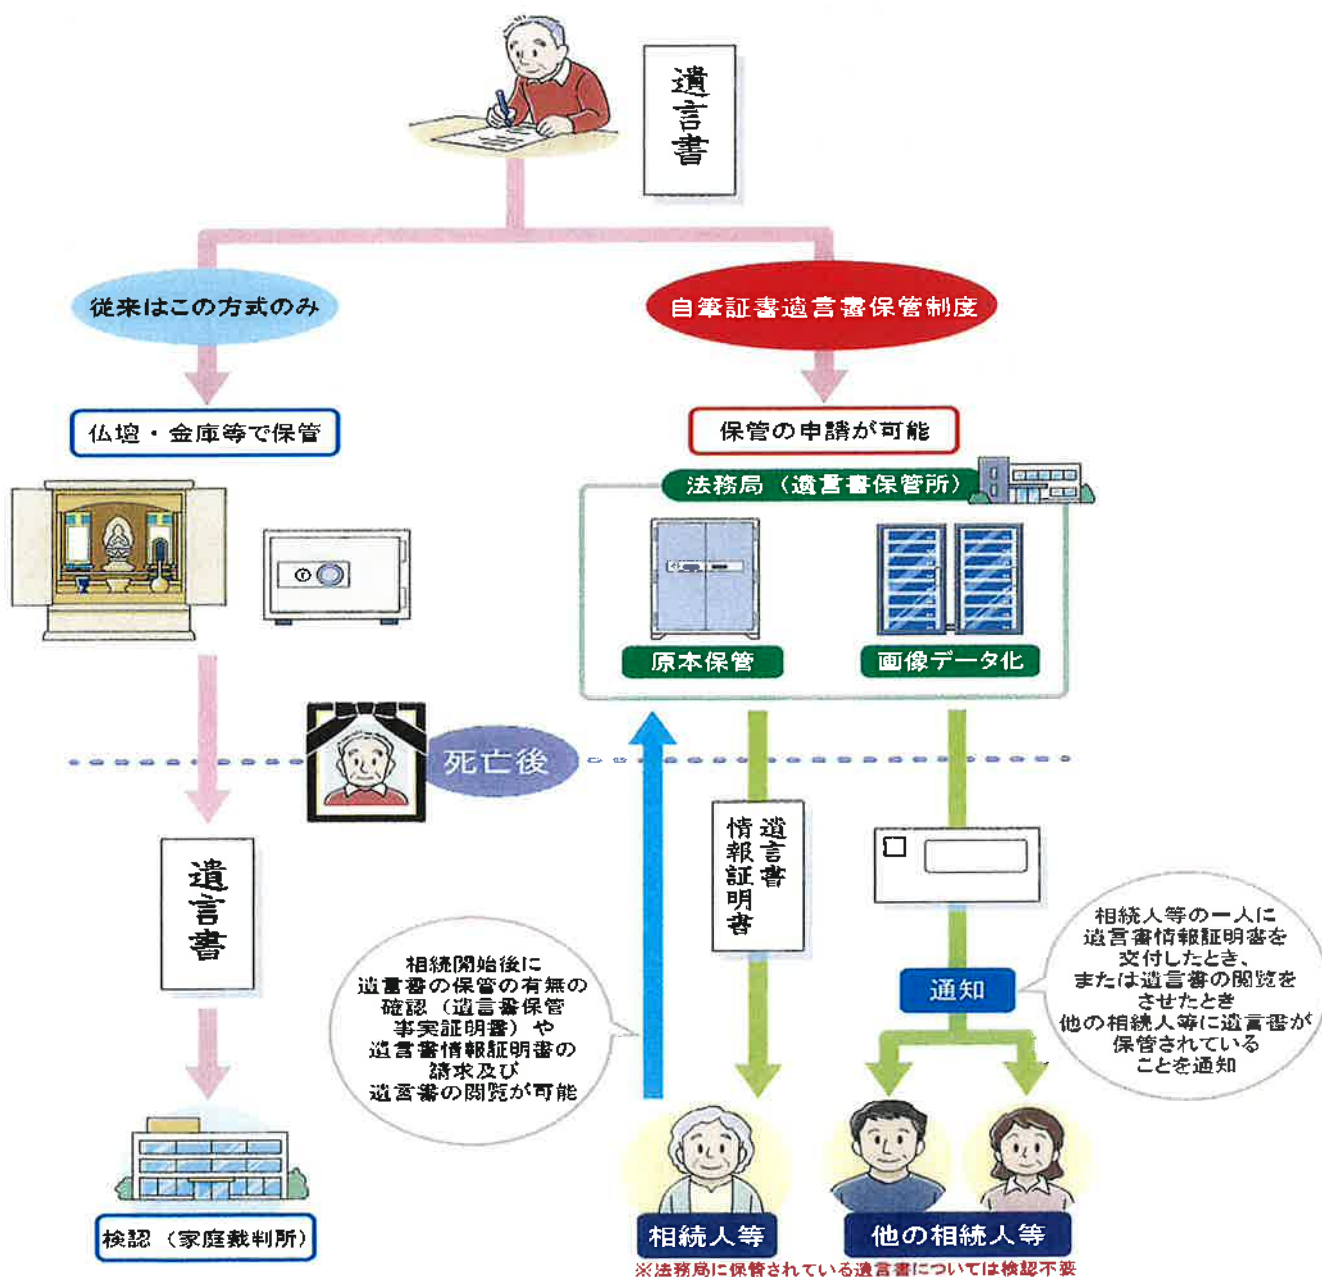 遺言書
従来はこの方式のみ
自筆証書遺言書保管制度
仏壇・金庫等で保管
保管の申請が可能
法務局（遺言書保管所）
原本保管
画像データ化
死亡後
遺言書
遺言書
情報証明書
相続開始後に
遺言書の保管の有無の
確認（遺言書保管
事実証明書）や
遺言書情報証明書の
請求及び
遺言書の閲覧が可能
相続人等の一人に
遺言書情報証明書を
交付したとき、
または遺言書の閲覧を
させたとき
他の相続人等に遺言書が
保管されている
ことを通知
通知
検認（家庭裁判所）
相続人等
他の相続人等
※法務局に保管されている遺言書については検認不要